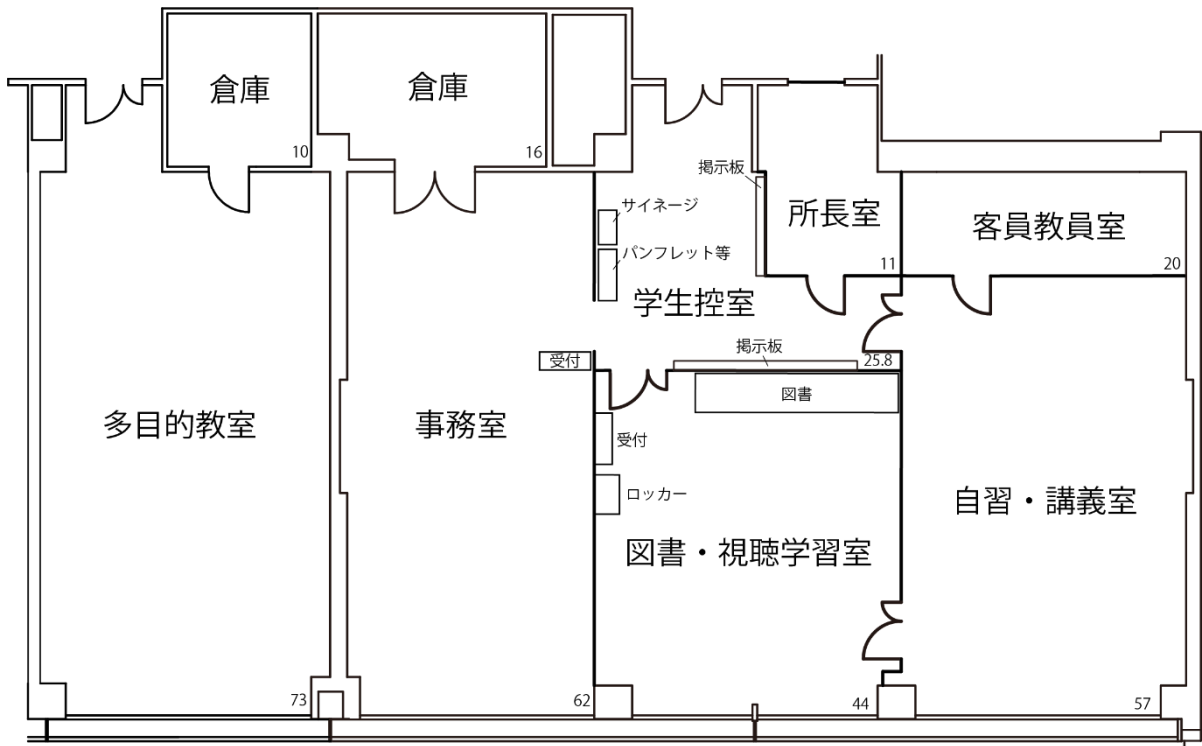 倉庫
10
倉庫
16
掲示板
サイネージ
パンフレット等
所長室
11
客員教員室
20
学生控室
掲示板
25.8
受付
図書
多目的教室
事務室
受付
ロッカー
図書・視聴学習室
自習・講義室
73
62
44
57